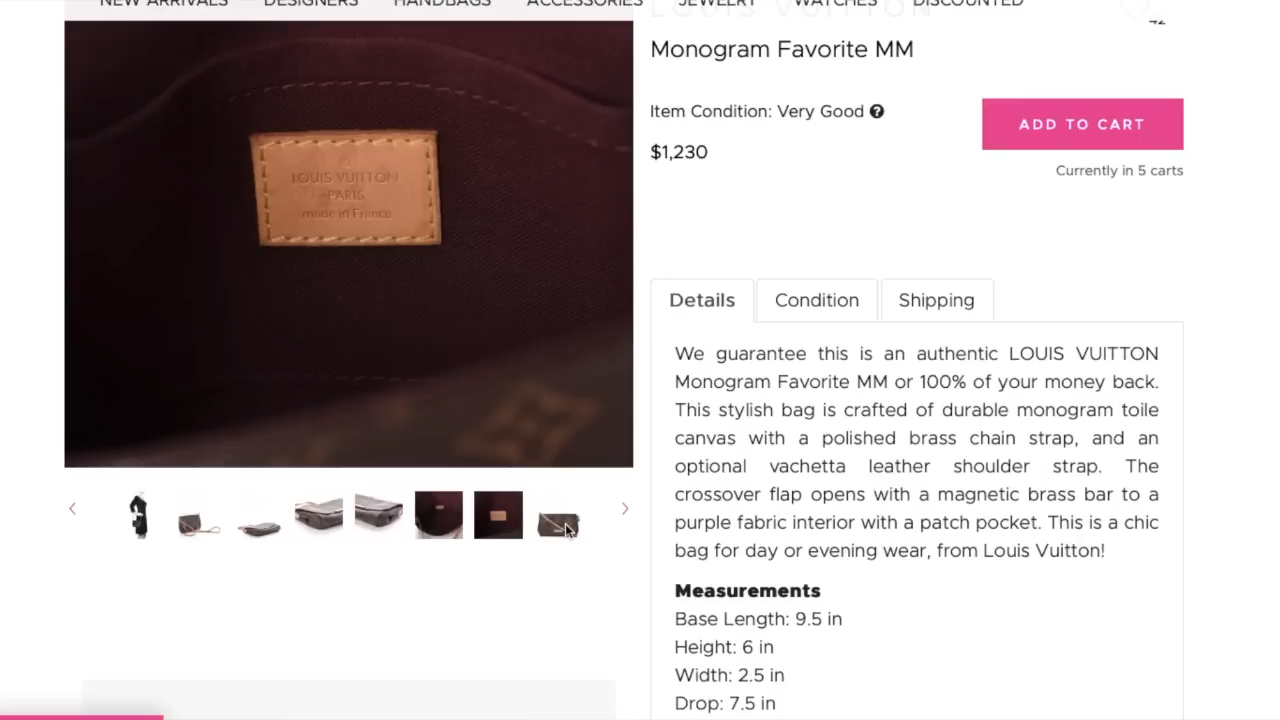 NEW ARRIVALS DESIGNERS HANDBAGS ACCESSORIES JEWELRY WATCHES DISCOUNTED
LOUIS VUITTON
42
Monogram Favorite MM
Item Condition: Very Good ?
ADD TO CART
$1,230
Currently in 5 carts
LOUIS VUITTON
PARIS
made in France
Details Condition Shipping
We guarantee this is an authentic LOUIS VUITTON
Monogram Favorite MM or 100% of your money back.
This stylish bag is crafted of durable monogram toile
canvas with a polished brass chain strap, and an
optional vachetta leather shoulder strap. The
crossover flap opens with a magnetic brass bar to a
purple fabric interior with a patch pocket. This is a chic
bag for day or evening wear, from Louis Vuitton!
Measurements
Base Length: 9.5 in
Height: 6 in
Width: 2.5 in
Drop: 7.5 in